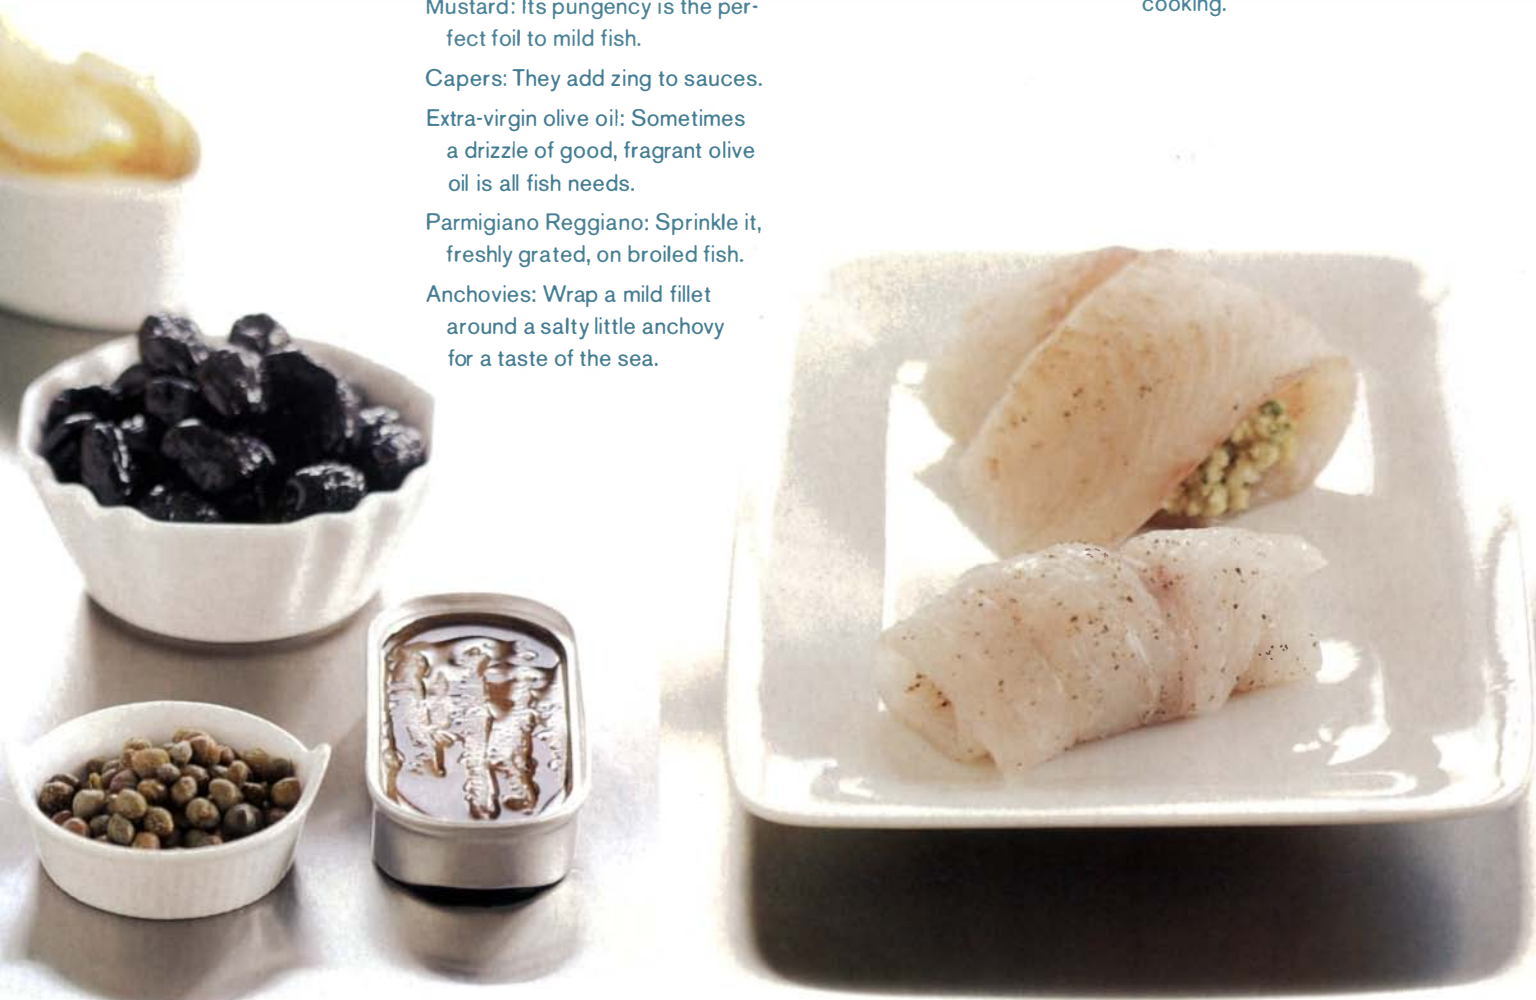 Mustard: Its pungency is the per-
fect foil to mild fish.
Capers: They add zing to sauces.
Extra-virgin olive oil: Sometimes
a drizzle of good, fragrant olive
oil is all fish needs.
Parmigiano Reggiano: Sprinkle it,
freshly grated, on broiled fish.
Anchovies: Wrap a mild fillet
around a salty little anchovy
for a taste of the sea.
cooking.